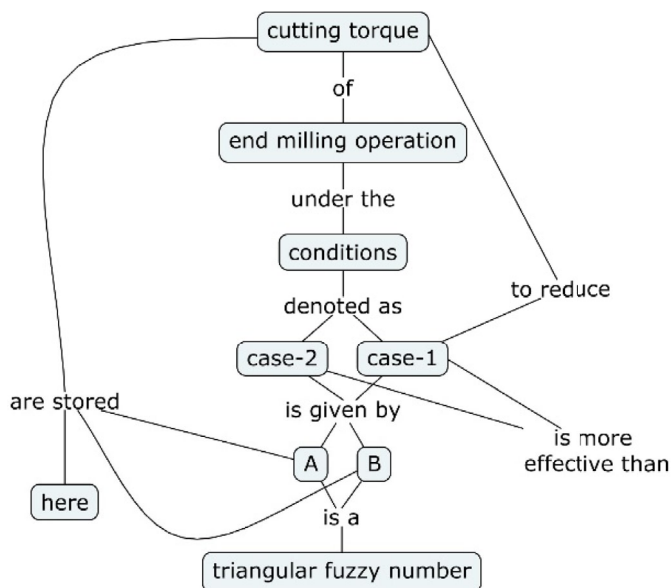 cutting torque
of
end milling operation
under the
conditions
to reduce
denoted as
case-2 case-1
are stored
is given by
is more
effective than
A B
here
is a
triangular fuzzy number